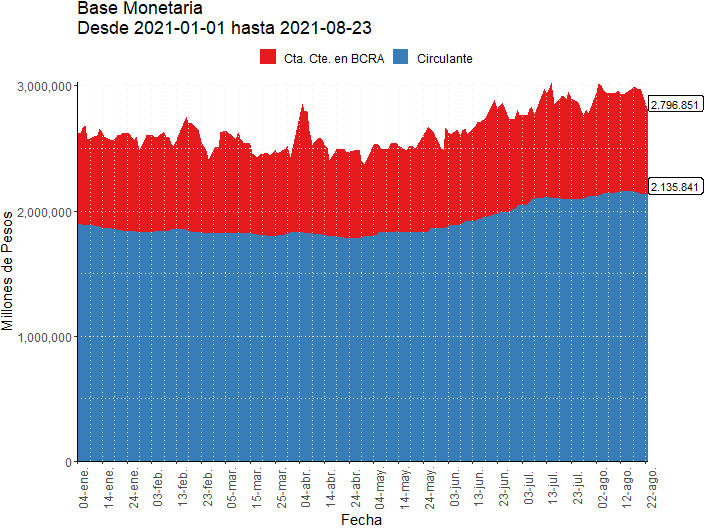 Base Monetaria
Desde 2021-01-01 hasta 2021-08-23
Cta. Cte. en BCRA
Circulante
Millones de Pesos
3,000,000
2,000,000
1,000,000
0
2.796.851
2.135.841
04-ene.
14-ene.
24-ene.
03-feb.
13-feb.
23-feb.
05-mar.
15-mar.
25-mar.
04-abr.
14-abr.
24-abr.
04-may.
14-may.
24-may.
03-jun.
13-jun.
23-jun.
03-jul.
13-jul.
23-jul.
02-ago.
12-ago.
22-ago.
Fecha